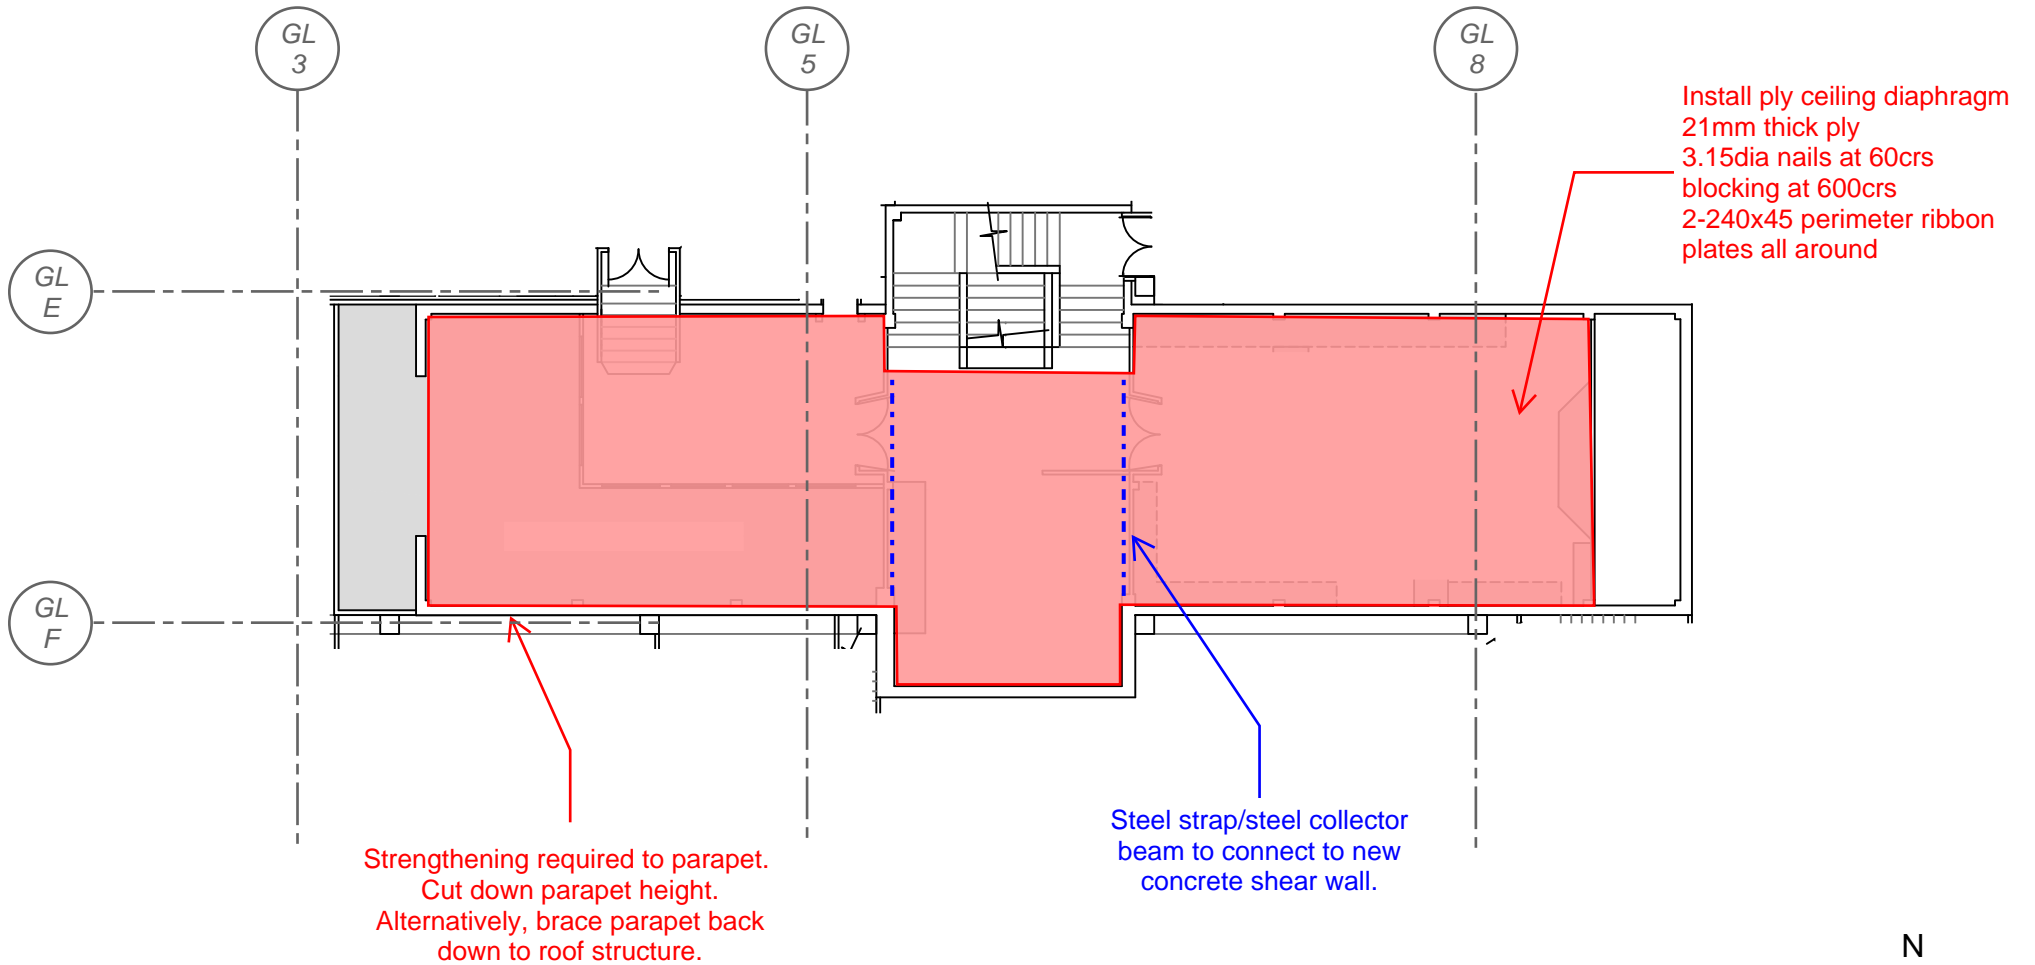 GL
3
GL
5
GL
8
Install ply ceiling diaphragm
21mm thick ply
3.15dia nails at 60crs
blocking at 600crs
2-240x45 perimeter ribbon
plates all around
GL
E
GL
F
Steel strap/steel collector
beam to connect to new
concrete shear wall.
Strengthening required to parapet.
Cut down parapet height.
Alternatively, brace parapet back
down to roof structure.
N